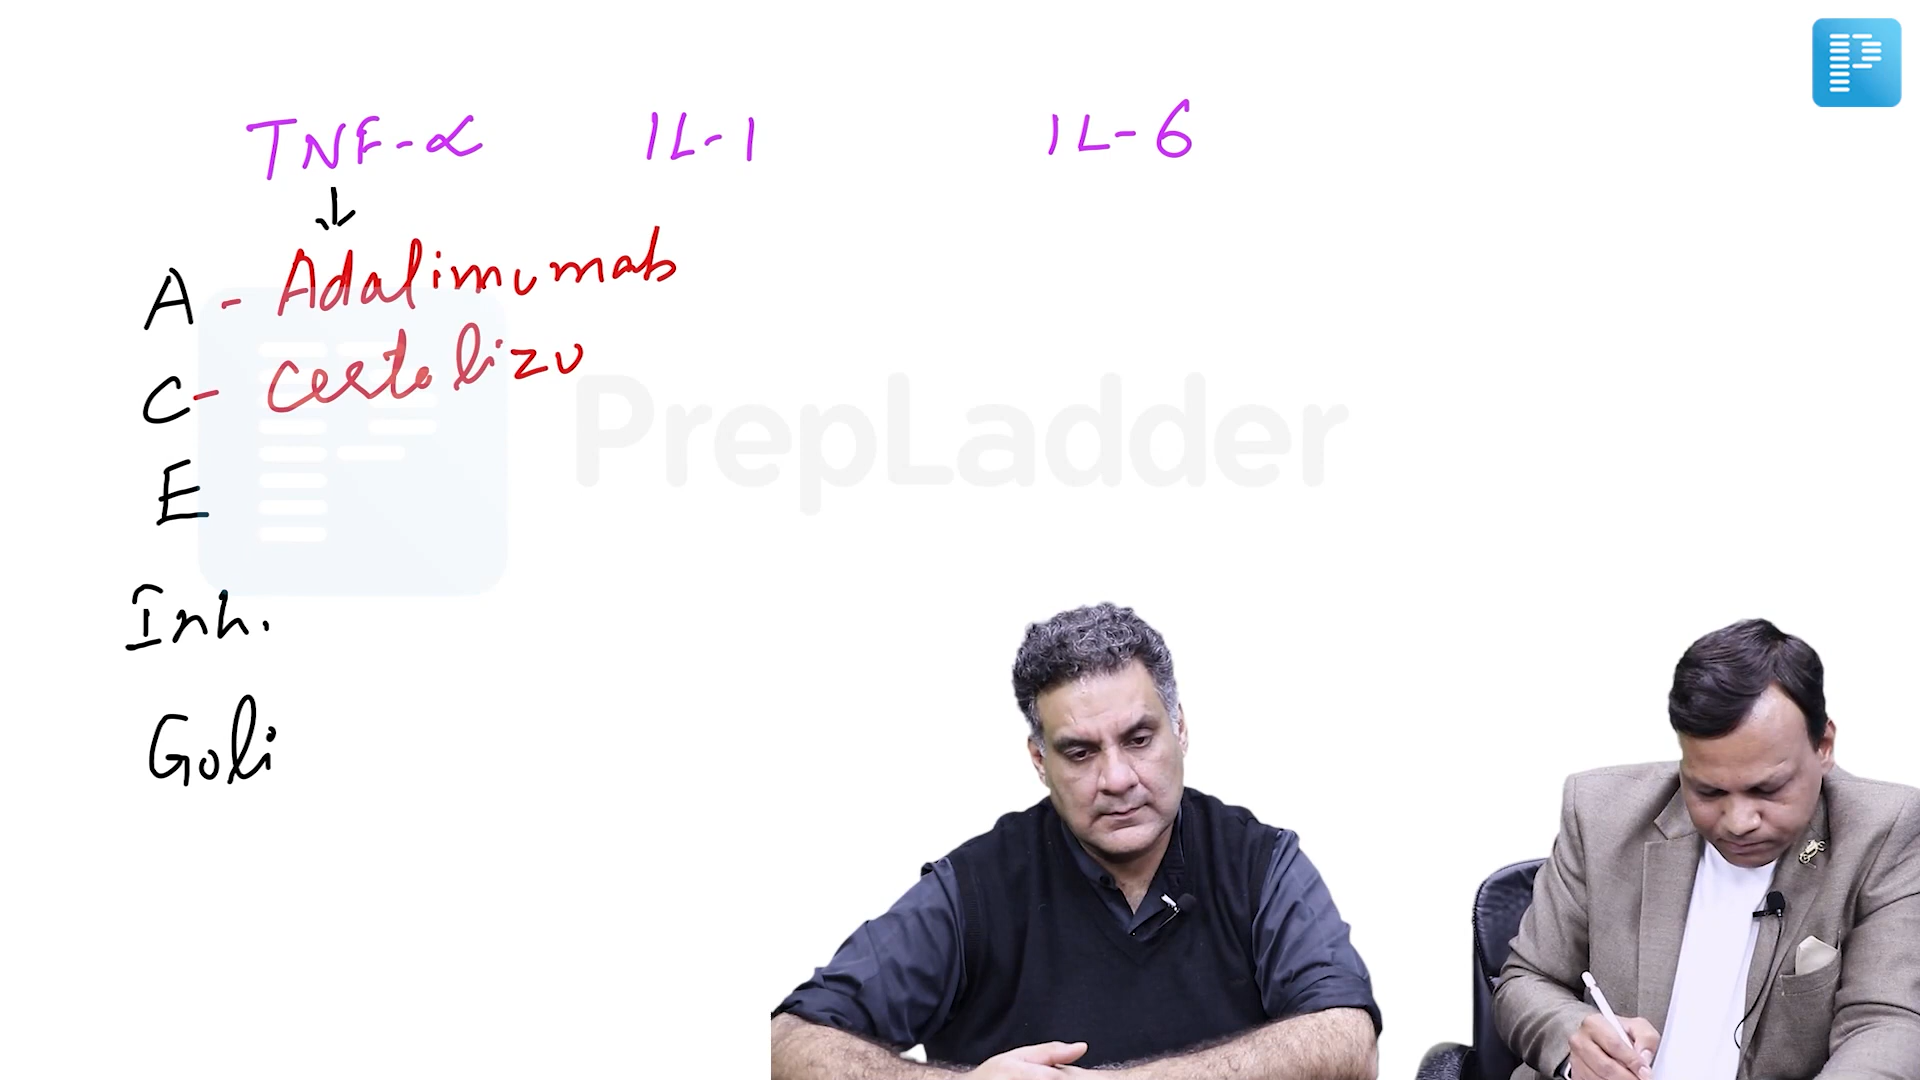 TNF-α IL-1 IL-6
↓
A - Adalimumab
C - Certolizu
E
Inh.
Goli
PrepLadder